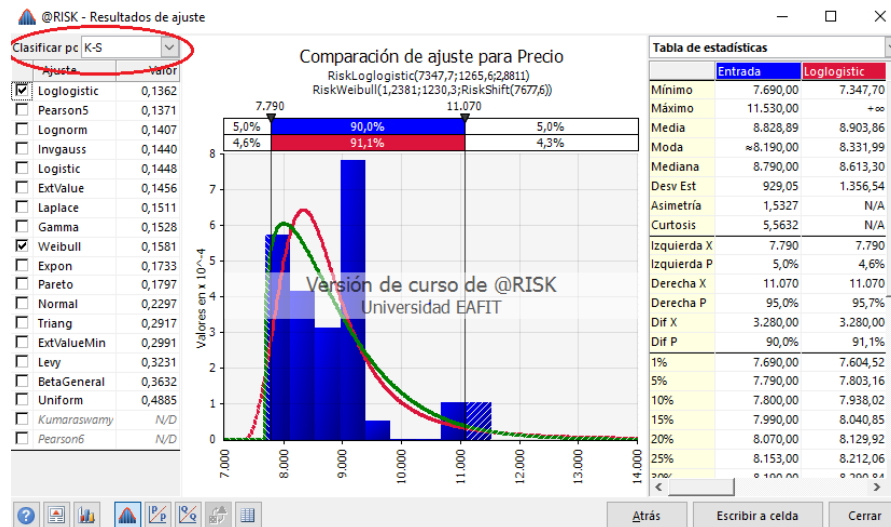 @RISK - Resultados de ajuste
Clasificar pc K-S
Ajuste Valor
Loglogistic 0,1362
Pearson5 0,1371
Lognorm 0,1407
Invgauss 0,1440
Logistic 0,1448
ExtValue 0,1456
Laplace 0,1511
Gamma 0,1528
Weibull 0,1581
Expon 0,1733
Pareto 0,1797
Normal 0,2297
Triang 0,2917
ExtValueMin 0,2991
Levy 0,3231
BetaGeneral 0,3632
Uniform 0,4885
Kumaraswamy N/D
Pearson6 N/D
Comparación de ajuste para Precio
RiskLoglogistic(7347,7;1265,6;2,8811)
RiskWeibull(1,2381;1230,3;RiskShift(7677,6))
7.790 11.070
5,0% 90,0% 5,0%
4,6% 91,1% 4,3%
Valores en x 10^-4
8
7
6
5
4
3
2
1
0
Versión de curso de @RISK
Universidad EAFIT
7.000 8.000 9.000 10.000 11.000 12.000 13.000 14.000
Tabla de estadísticas
Entrada Loglogistic
Mínimo 7.690,00 7.347,70
Máximo 11.530,00 +∞
Media 8.828,89 8.903,86
Moda ≈8.190,00 8.331,99
Mediana 8.790,00 8.613,30
Desv Est 929,05 1.356,54
Asimetría 1,5327 N/A
Curtosis 5,5632 N/A
Izquierda X 7.790 7.790
Izquierda P 5,0% 4,6%
Derecha X 11.070 11.070
Derecha P 95,0% 95,7%
Dif X 3.280,00 3.280,00
Dif P 90,0% 91,1%
1% 7.690,00 7.604,52
5% 7.790,00 7.803,16
10% 7.800,00 7.938,02
15% 7.990,00 8.040,85
20% 8.070,00 8.129,92
25% 8.153,00 8.212,06
30% 8.190,00 8.290,84
Atrás Escribir a celda Cerrar